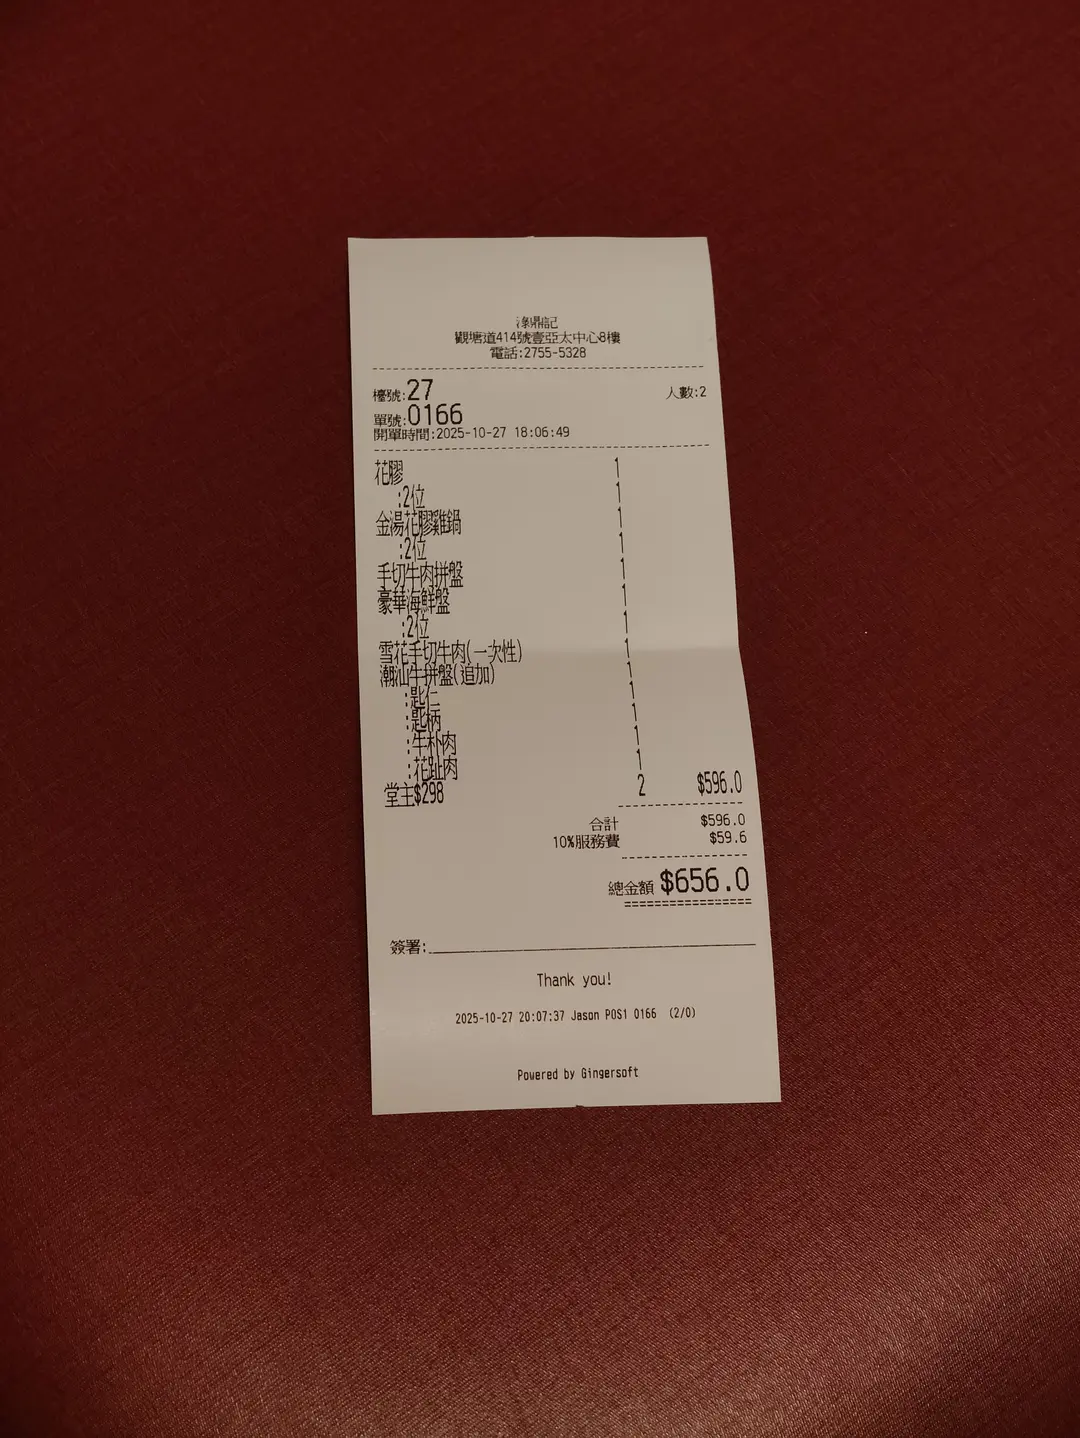 鼎記
觀塘道414號壹亞太中心8樓
電話:2755-5328
檯號:27 人數:2
單號:0166
開單時間:2025-10-27 18:06:49
花膠 1
:2位 1
金湯花膠雞鍋 1
:2位 1
手切牛肉拼盤 1
豪華海鮮盤 1
:2位 1
雪花手切牛肉(一次性) 1
潮汕牛拼盤(追加) 1
:匙仁 1
:匙柄 1
:牛朴肉 1
:花趾肉 1
堂主$298 2 $596.0
合計 $596.0
10%服務費 $59.6
總金額 $656.0
簽署:
Thank you!
2025-10-27 20:07:37 Jason POS1 0166 (2/0)
Powered by Gingersoft